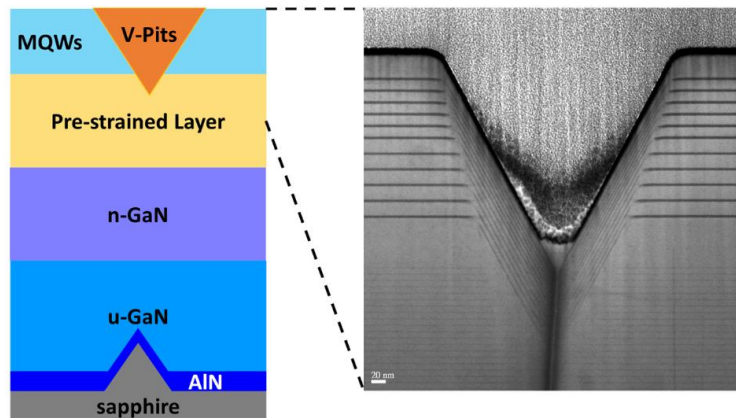 MQWs
V-Pits
Pre-strained Layer
n-GaN
u-GaN
AlN
sapphire
20 nm